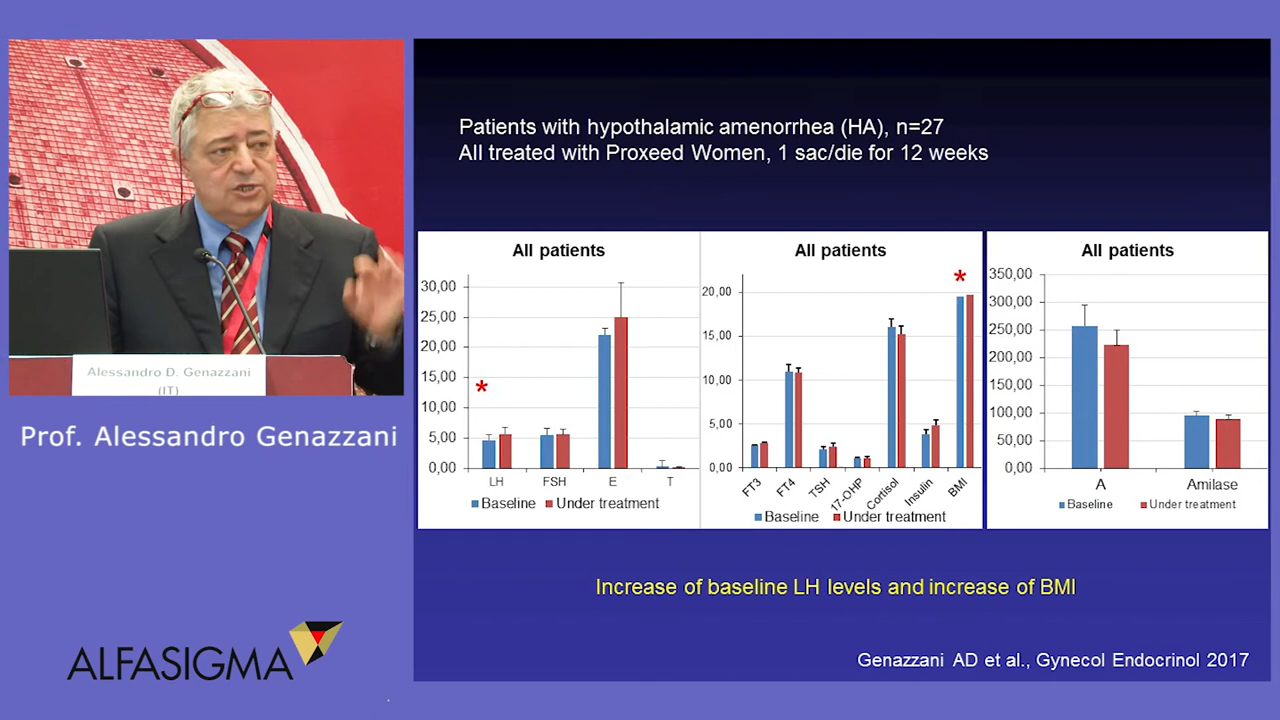 Alessandro D. Genazzani
(IT)
Prof. Alessandro Genazzani
ALFASIGMA
Patients with hypothalamic amenorrhea (HA), n=27
All treated with Proxeed Women, 1 sac/die for 12 weeks
All patients
30,00
25,00
20,00
15,00
10,00
5,00
0,00
*
LH FSH E T
Baseline Under treatment
All patients
20,00
15,00
10,00
5,00
0,00
*
FT3 FT4 TSH 17-OHP Cortisol Insulin BMI
Baseline Under treatment
All patients
350,00
300,00
250,00
200,00
150,00
100,00
50,00
0,00
A Amilase
Baseline Under treatment
Increase of baseline LH levels and increase of BMI
Genazzani AD et al., Gynecol Endocrinol 2017